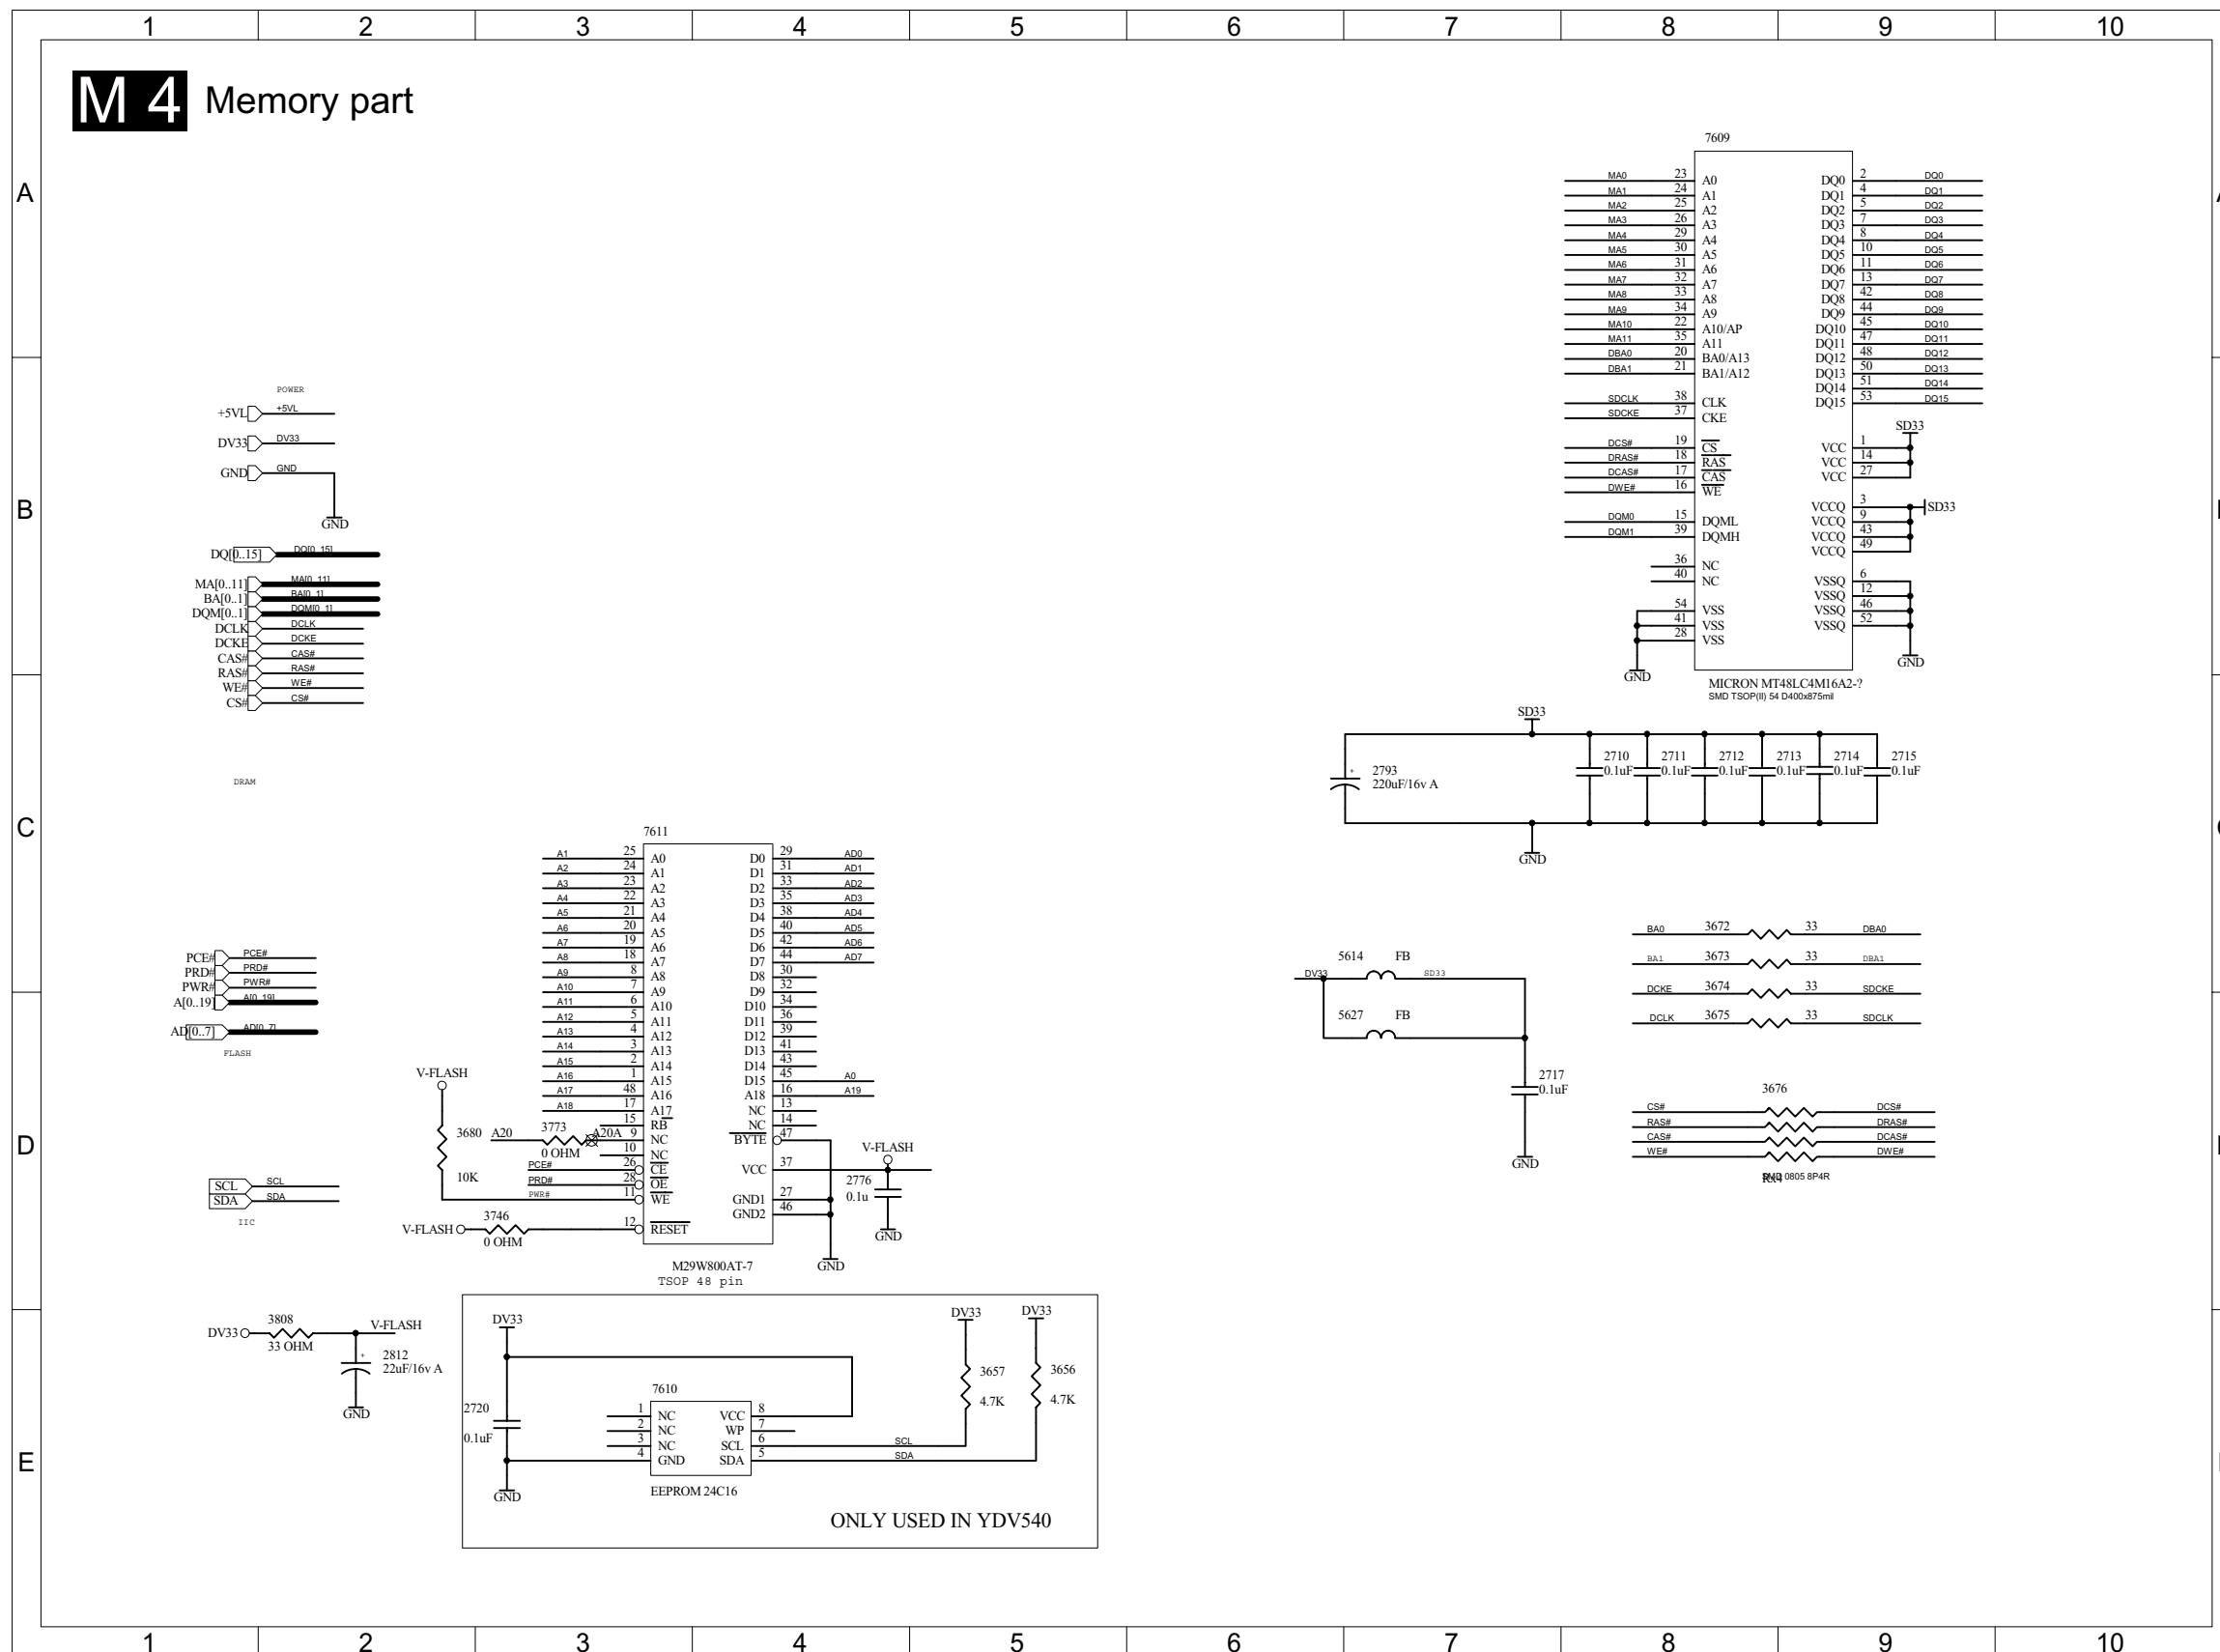 1 2 3 4 5 6 7 8 9 10
M 4 Memory part
A
B
C
D
E
POWER
+5VL +5VL
DV33 DV33
GND GND
GND
DQ[0..15] DQ[0..15]
MA[0..11] MA[0..11]
BA[0..1] BA[0..1]
DQM[0..1] DQM[0..1]
DCLK DCLK
DCKE DCKE
CAS# CAS#
RAS# RAS#
WE# WE#
CS# CS#
DRAM
PCE# PCE#
PRD# PRD#
PWR# PWR#
A[0..19] A[0..19]
AD[0..7] AD[0..7]
FLASH
SCL SCL
SDA SDA
IIC
DV33 3808 V-FLASH
33 OHM
2812
22uF/16v A
GND
7611
A1 25 A0 D0 29 AD0
A2 24 A1 D1 31 AD1
A3 23 A2 D2 33 AD2
A4 22 A3 D3 35 AD3
A5 21 A4 D4 38 AD4
A6 20 A5 D5 40 AD5
A7 19 A6 D6 42 AD6
A8 18 A7 D7 44 AD7
A9 8 A8 D8 30
A10 7 A9 D9 32
A11 6 A10 D10 34
A12 5 A11 D11 36
A13 4 A12 D12 39
A14 3 A13 D13 41
A15 2 A14 D14 43
A16 1 A15 D15 45 A0
A17 48 A16 A18 16 A19
A18 17 A17 NC 13
15 RB NC 14
A20 3773 A20A 9 NC BYTE 47
0 OHM 10 NC
PCE# 26 CE VCC 37
PRD# 28 OE
PWR# 11 WE GND1 27
GND2 46
12 RESET
V-FLASH
3680
10K
V-FLASH 3746
0 OHM
V-FLASH
2776
0.1u
GND
GND
M29W800AT-7
TSOP 48 pin
DV33 DV33 DV33
2720
0.1uF
GND
7610
1 NC VCC 8
2 NC WP 7
3 NC SCL 6 SCL
4 GND SDA 5 SDA
EEPROM 24C16
3657
4.7K
3656
4.7K
ONLY USED IN YDV540
7609
MA0 23 A0 DQ0 2 DQ0
MA1 24 A1 DQ1 4 DQ1
MA2 25 A2 DQ2 5 DQ2
MA3 26 A3 DQ3 7 DQ3
MA4 29 A4 DQ4 8 DQ4
MA5 30 A5 DQ5 10 DQ5
MA6 31 A6 DQ6 11 DQ6
MA7 32 A7 DQ7 13 DQ7
MA8 33 A8 DQ8 42 DQ8
MA9 34 A9 DQ9 44 DQ9
MA10 22 A10/AP DQ10 45 DQ10
MA11 35 A11 DQ11 47 DQ11
DBA0 20 BA0/A13 DQ12 48 DQ12
DBA1 21 BA1/A12 DQ13 50 DQ13
DQ14 51 DQ14
SDCLK 38 CLK DQ15 53 DQ15
SDCKE 37 CKE
SD33
DCS# 19 CS VCC 1
DRAS# 18 RAS VCC 14
DCAS# 17 CAS VCC 27
DWE# 16 WE
VCCQ 3 SD33
DQM0 15 DQML VCCQ 9
DQM1 39 DQMH VCCQ 43
VCCQ 49
36 NC
40 NC VSSQ 6
VSSQ 12
54 VSS VSSQ 46
41 VSS VSSQ 52
28 VSS
GND GND
MICRON MT48LC4M16A2-?
SMD TSOP(II) 54 D400x875mil
SD33
2793
220uF/16v A
2710 2711 2712 2713 2714 2715
0.1uF 0.1uF 0.1uF 0.1uF 0.1uF 0.1uF
GND
DV33 5614 FB SD33
5627 FB
2717
0.1uF
GND
BA0 3672 33 DBA0
BA1 3673 33 DBA1
DCKE 3674 33 SDCKE
DCLK 3675 33 SDCLK
3676
CS# DCS#
RAS# DRAS#
CAS# DCAS#
WE# DWE#
RX4
SMD 0805 8P4R
1 2 3 4 5 6 7 8 9 10